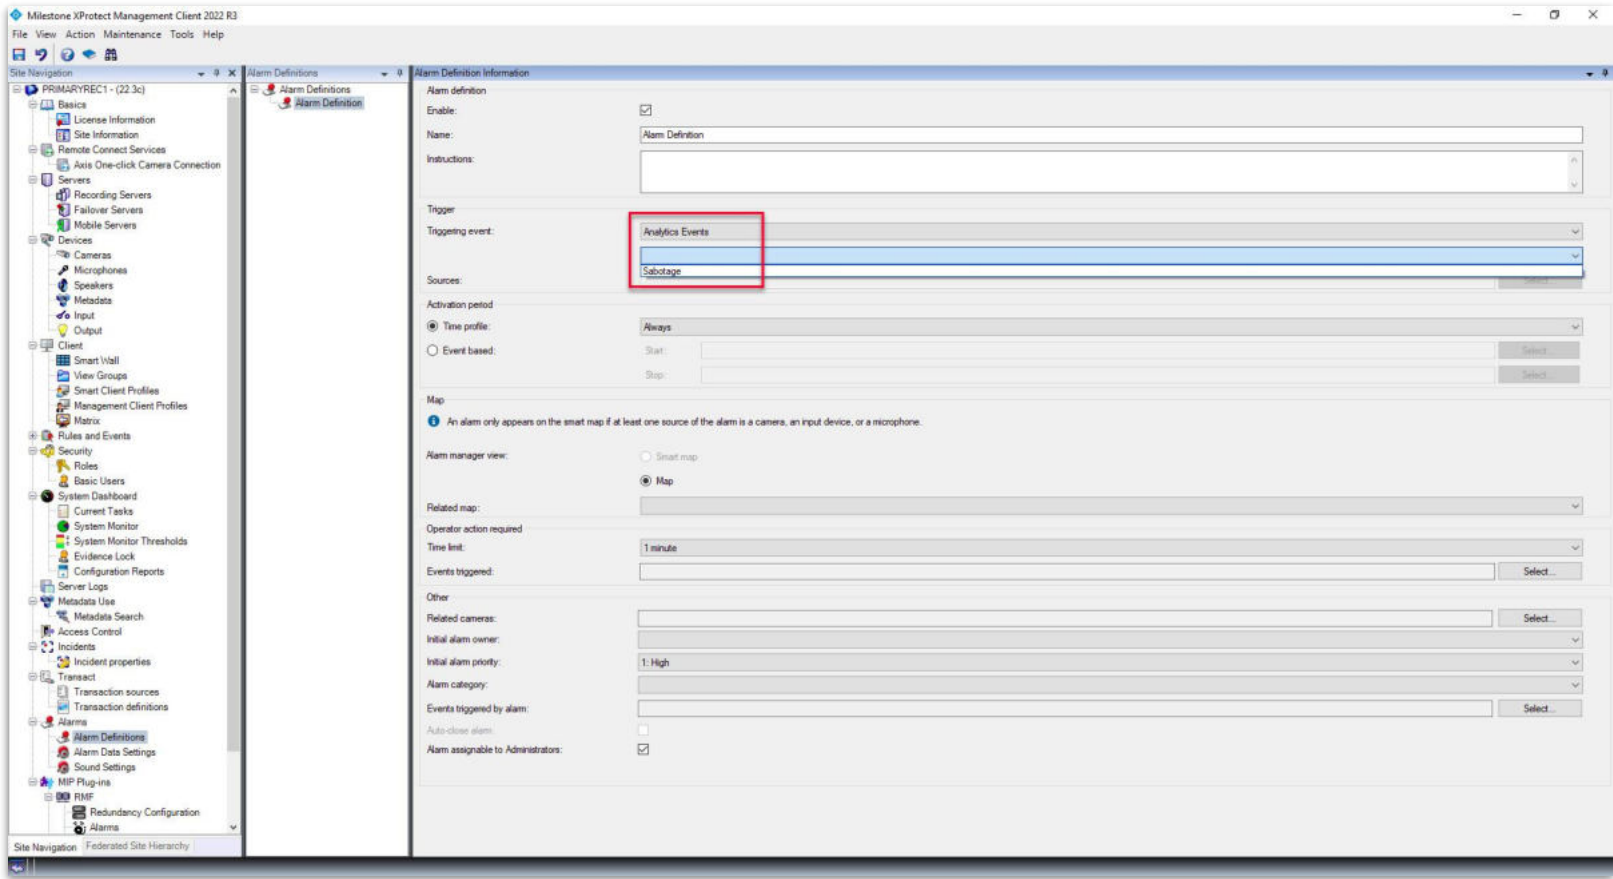 Milestone XProtect Management Client 2022 R3
File View Action Maintenance Tools Help
Site Navigation
PRIMARYREC1 - (22.3c)
Basics
License Information
Site Information
Remote Connect Services
Axis One-click Camera Connection
Servers
Recording Servers
Failover Servers
Mobile Servers
Devices
Cameras
Microphones
Speakers
Metadata
Input
Output
Client
Smart Wall
View Groups
Smart Client Profiles
Management Client Profiles
Matrix
Rules and Events
Security
Roles
Basic Users
System Dashboard
Current Tasks
System Monitor
System Monitor Thresholds
Evidence Lock
Configuration Reports
Server Logs
Metadata Use
Metadata Search
Access Control
Incidents
Incident properties
Transact
Transaction sources
Transaction definitions
Alarms
Alarm Definitions
Alarm Data Settings
Sound Settings
MIP Plug-ins
RMF
Redundancy Configuration
Alarms
Site Navigation Federated Site Hierarchy
Alarm Definitions
Alarm Definitions
Alarm Definition
Alarm Definition Information
Alarm definition
Enable:
Name: Alarm Definition
Instructions:
Trigger
Triggering event: Analytics Events
Sabotage
Sources: Select...
Activation period
Time profile: Always
Event based: Start: Select...
Stop: Select...
Map
An alarm only appears on the smart map if at least one source of the alarm is a camera, an input device, or a microphone.
Alarm manager view: Smart map
Map
Related map:
Operator action required
Time limit: 1 minute
Events triggered: Select...
Other
Related cameras: Select...
Initial alarm owner:
Initial alarm priority: 1: High
Alarm category:
Events triggered by alarm: Select...
Auto-close alarm:
Alarm assignable to Administrators: